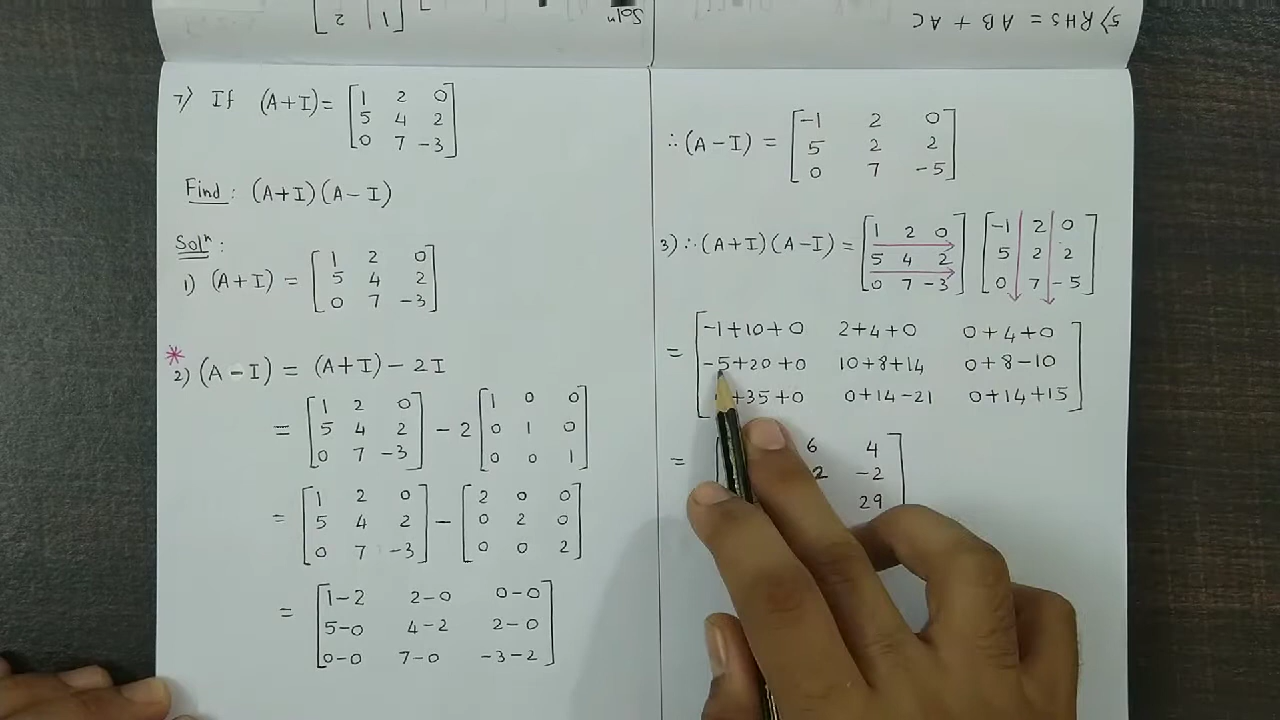 Solⁿ
1 2
5) RHS = AB + AC
7) If (A+I) = [1 2 0
5 4 2
0 7 -3]
Find: (A+I)(A-I)
Solⁿ:
1) (A+I) = [1 2 0
5 4 2
0 7 -3]
* 2) (A-I) = (A+I) - 2I
= [1 2 0 5 4 2 0 7 -3] - 2 [1 0 0 0 1 0 0 0 1]
= [1 2 0 5 4 2 0 7 -3] - [2 0 0 0 2 0 0 0 2]
= [1-2 2-0 0-0
5-0 4-2 2-0
0-0 7-0 -3-2]
∴ (A-I) = [-1 2 0
5 2 2
0 7 -5]
3) ∴ (A+I)(A-I) = [1 2 0 5 4 2 0 7 -3] [-1 2 0 5 2 2 0 7 -5]
= [-1+10+0 2+4+0 0+4+0
-5+20+0 10+8+14 0+8-10
+35+0 0+14-21 0+14+15]
= [ 6 4
2 -2
29]